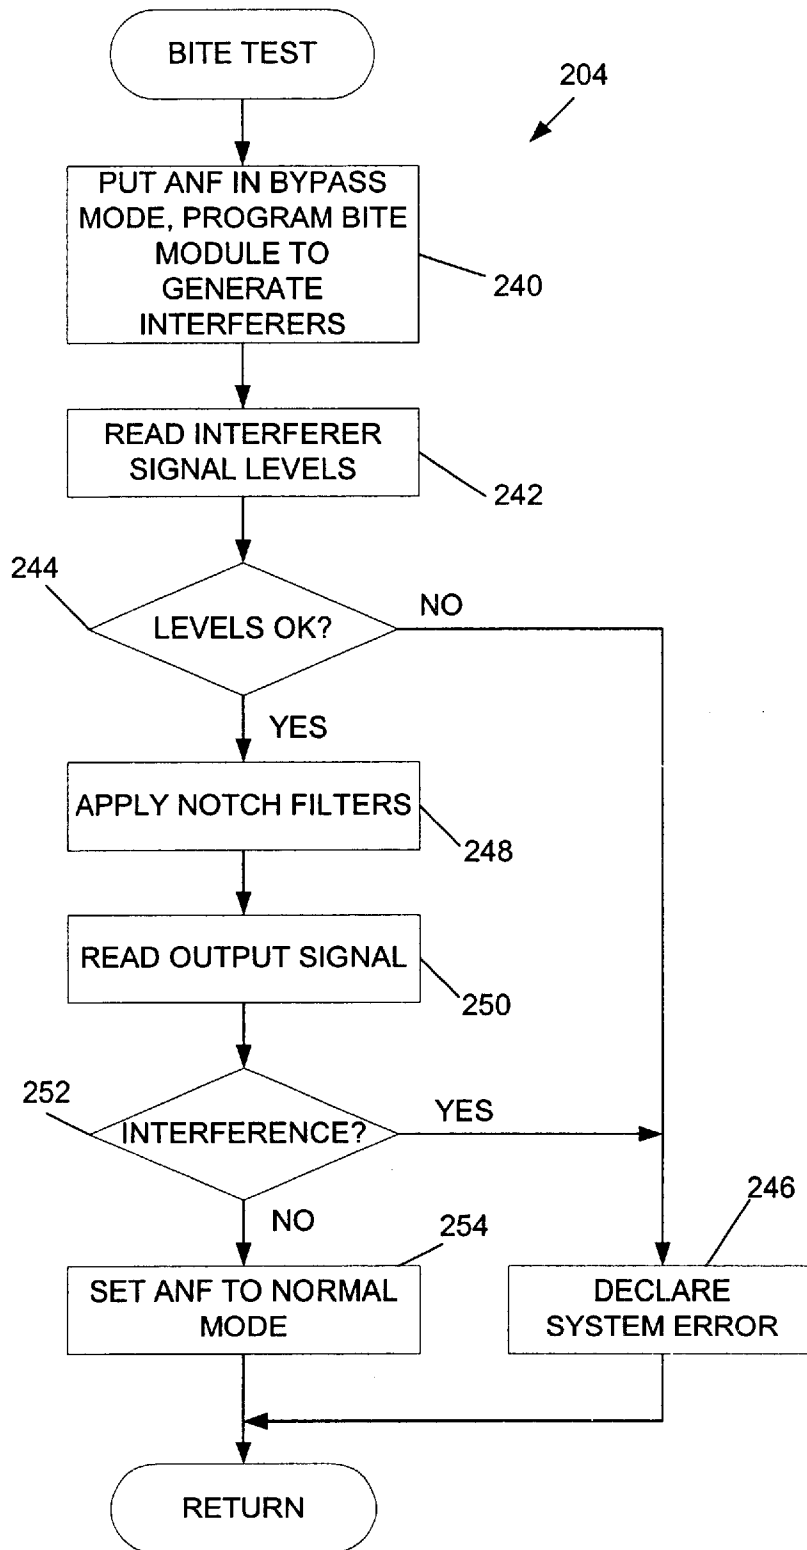 BITE TEST
204
PUT ANF IN BYPASS
MODE, PROGRAM BITE
MODULE TO
GENERATE
INTERFERERS
240
READ INTERFERER
SIGNAL LEVELS
242
244
LEVELS OK?
NO
YES
APPLY NOTCH FILTERS
248
READ OUTPUT SIGNAL
250
252
INTERFERENCE?
YES
NO
254
246
SET ANF TO NORMAL
MODE
DECLARE
SYSTEM ERROR
RETURN